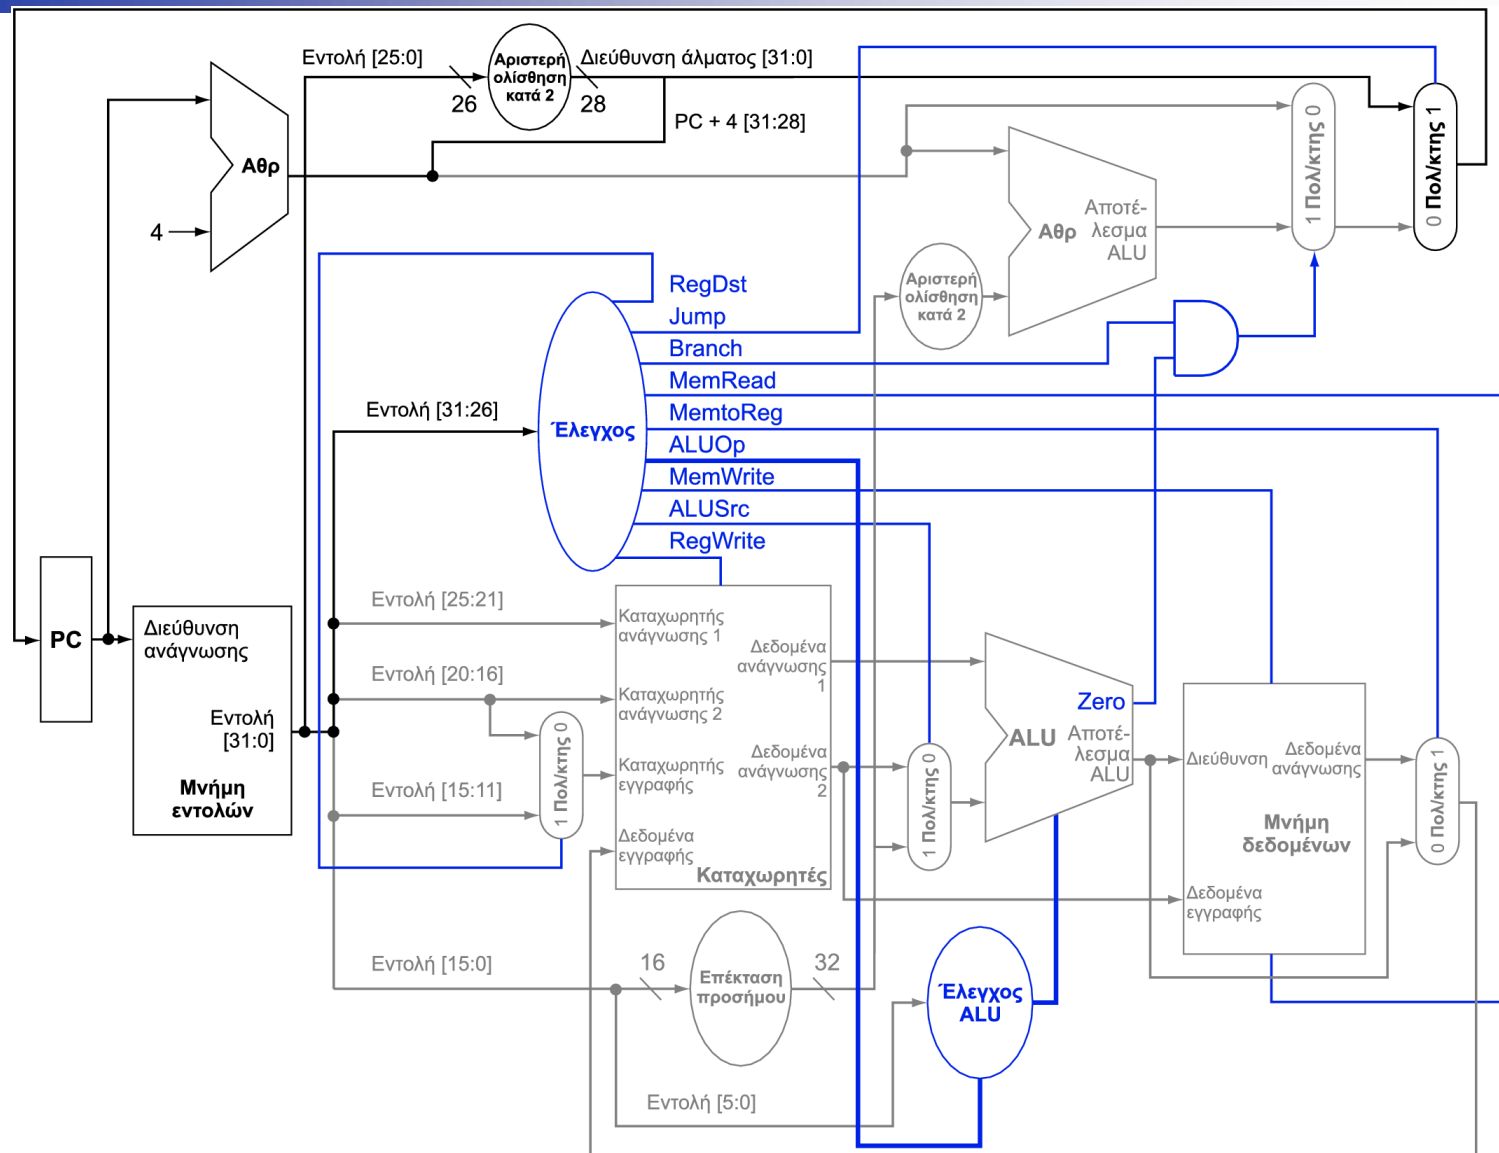 Εντολή [25:0]
26
Αριστερή
ολίσθηση
κατά 2
28
Διεύθυνση άλματος [31:0]
PC + 4 [31:28]
Αθρ
4
Αποτέ-
λεσμα
ALU
Αθρ
Αριστερή
ολίσθηση
κατά 2
1 Πολ/κτης 0
0 Πολ/κτης 1
RegDst
Jump
Branch
MemRead
MemtoReg
ALUOp
MemWrite
ALUSrc
RegWrite
Έλεγχος
Εντολή [31:26]
PC
Διεύθυνση
ανάγνωσης
Εντολή
[31:0]
Μνήμη
εντολών
Εντολή [25:21]
Εντολή [20:16]
Εντολή [15:11]
1 Πολ/κτης 0
Καταχωρητής
ανάγνωσης 1
Καταχωρητής
ανάγνωσης 2
Καταχωρητής
εγγραφής
Δεδομένα
εγγραφής
Δεδομένα
ανάγνωσης
1
Δεδομένα
ανάγνωσης
2
Καταχωρητές
1 Πολ/κτης 0
Zero
ALU
Αποτέ-
λεσμα
ALU
Διεύθυνση
Δεδομένα
ανάγνωσης
Μνήμη
δεδομένων
Δεδομένα
εγγραφής
0 Πολ/κτης 1
Εντολή [15:0]
16
Επέκταση
προσήμου
32
Έλεγχος
ALU
Εντολή [5:0]